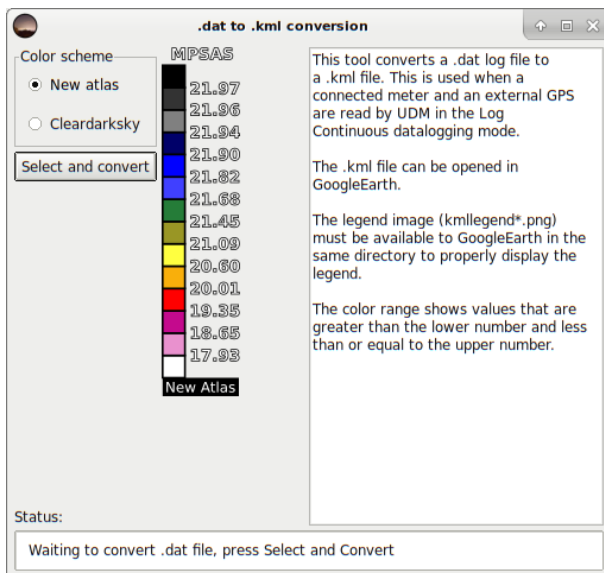 .dat to .kml conversion
Color scheme
New atlas
Cleardarksky
Select and convert
MPSAS
21.97
21.96
21.94
21.90
21.82
21.68
21.45
21.09
20.60
20.01
19.35
18.65
17.93
New Atlas
This tool converts a .dat log file to
a .kml file. This is used when a
connected meter and an external GPS
are read by UDM in the Log
Continuous datalogging mode.
The .kml file can be opened in
GoogleEarth.
The legend image (kmllegend*.png)
must be available to GoogleEarth in the
same directory to properly display the
legend.
The color range shows values that are
greater than the lower number and less
than or equal to the upper number.
Status:
Waiting to convert .dat file, press Select and Convert